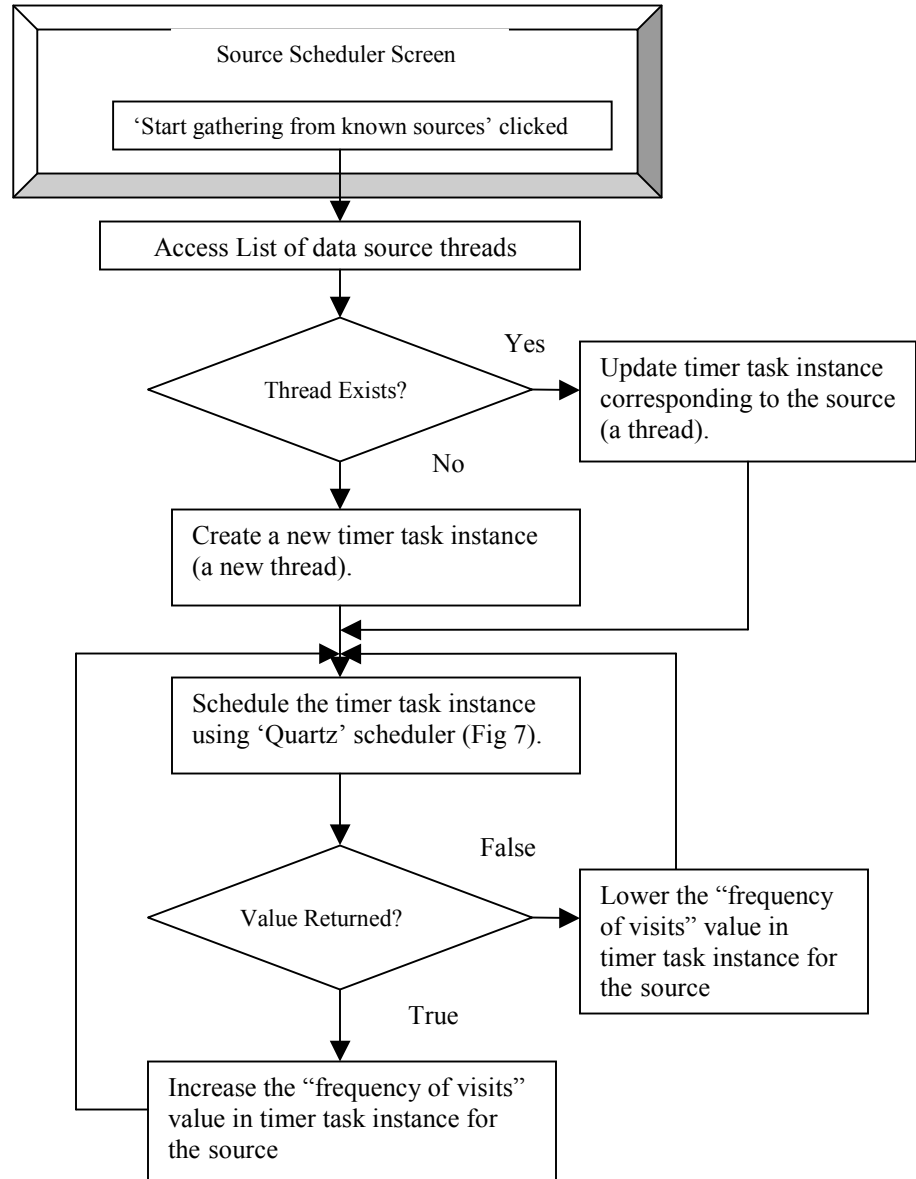 Source Scheduler Screen
‘Start gathering from known sources’ clicked
Access List of data source threads
Thread Exists?
Yes
Update timer task instance
corresponding to the source
(a thread).
No
Create a new timer task instance
(a new thread).
Schedule the timer task instance
using ‘Quartz’ scheduler (Fig 7).
Value Returned?
False
Lower the “frequency
of visits” value in
timer task instance for
the source
True
Increase the “frequency of visits”
value in timer task instance for
the source